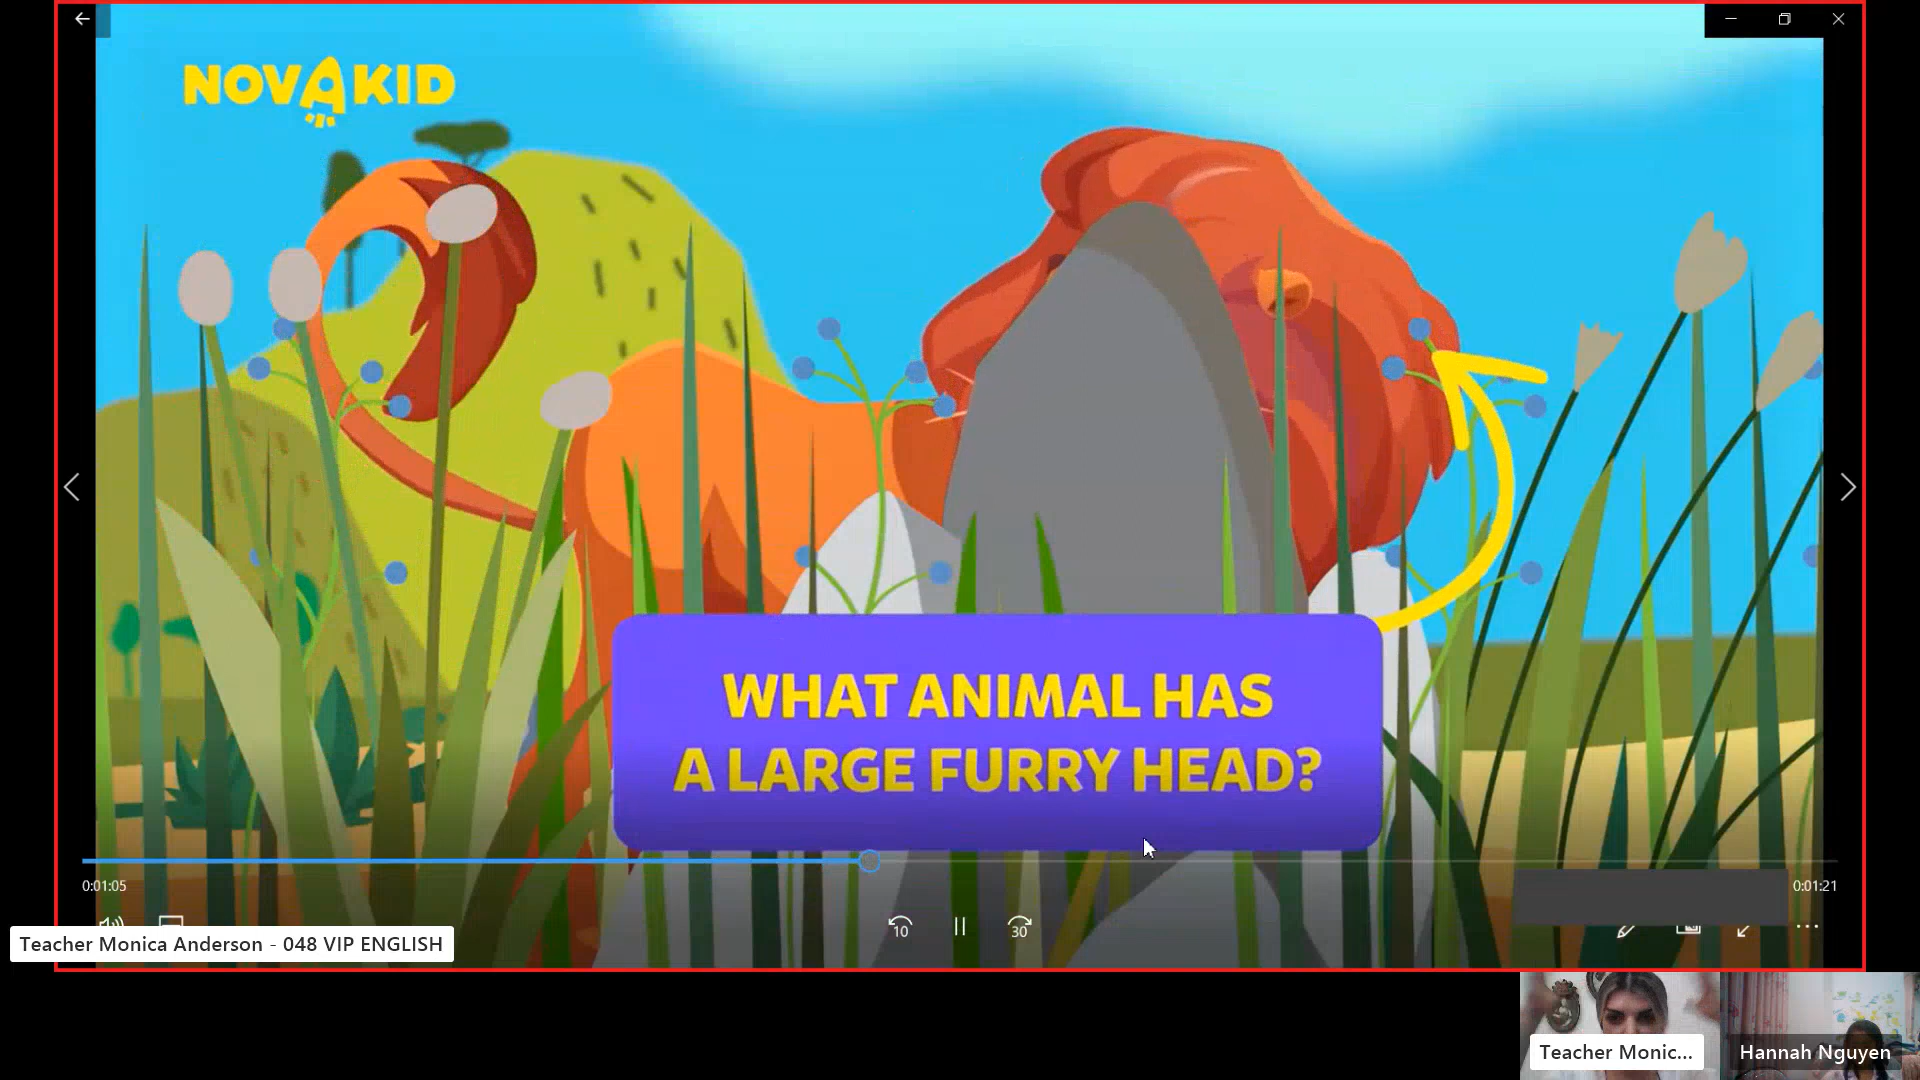 NOVAKID
WHAT ANIMAL HAS
A LARGE FURRY HEAD?
0:01:05
0:01:21
10
30
Teacher Monica Anderson - 048 VIP ENGLISH
Teacher Monic...
Hannah Nguyen